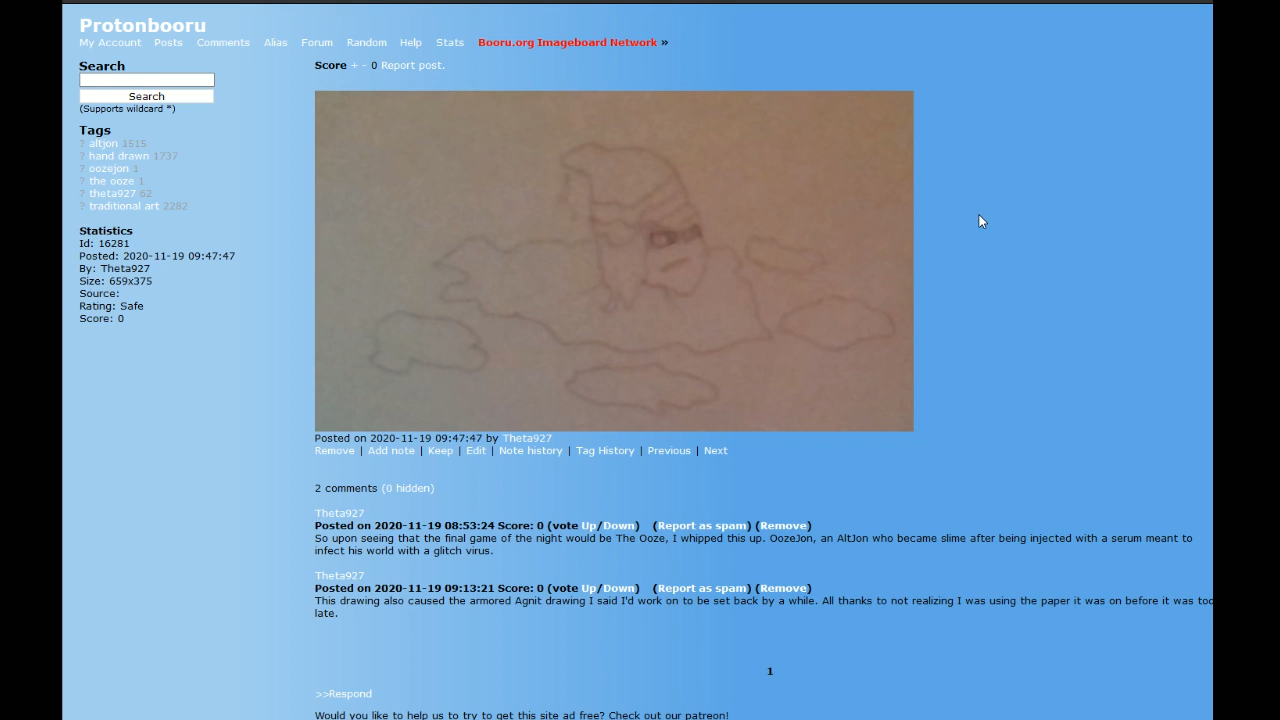 Protonbooru
My Account Posts Comments Alias Forum Random Help Stats Booru.org Imageboard Network »
Search
Search
(Supports wildcard *)
Tags
? altjon 1515
? hand drawn 1737
? oozejon 1
? the ooze 1
? theta927 62
? traditional art 2282
Statistics
Id: 16281
Posted: 2020-11-19 09:47:47
By: Theta927
Size: 659x375
Source:
Rating: Safe
Score: 0
Score + - 0 Report post.
Posted on 2020-11-19 09:47:47 by Theta927
Remove | Add note | Keep | Edit | Note history | Tag History | Previous | Next
2 comments (0 hidden)
Theta927
Posted on 2020-11-19 08:53:24 Score: 0 (vote Up/Down) (Report as spam) (Remove)
So upon seeing that the final game of the night would be The Ooze, I whipped this up. OozeJon, an AltJon who became slime after being injected with a serum meant to
infect his world with a glitch virus.
Theta927
Posted on 2020-11-19 09:13:21 Score: 0 (vote Up/Down) (Report as spam) (Remove)
This drawing also caused the armored Agnit drawing I said I'd work on to be set back by a while. All thanks to not realizing I was using the paper it was on before it was too
late.
1
>>Respond
Would you like to help us to try to get this site ad free? Check out our patreon!